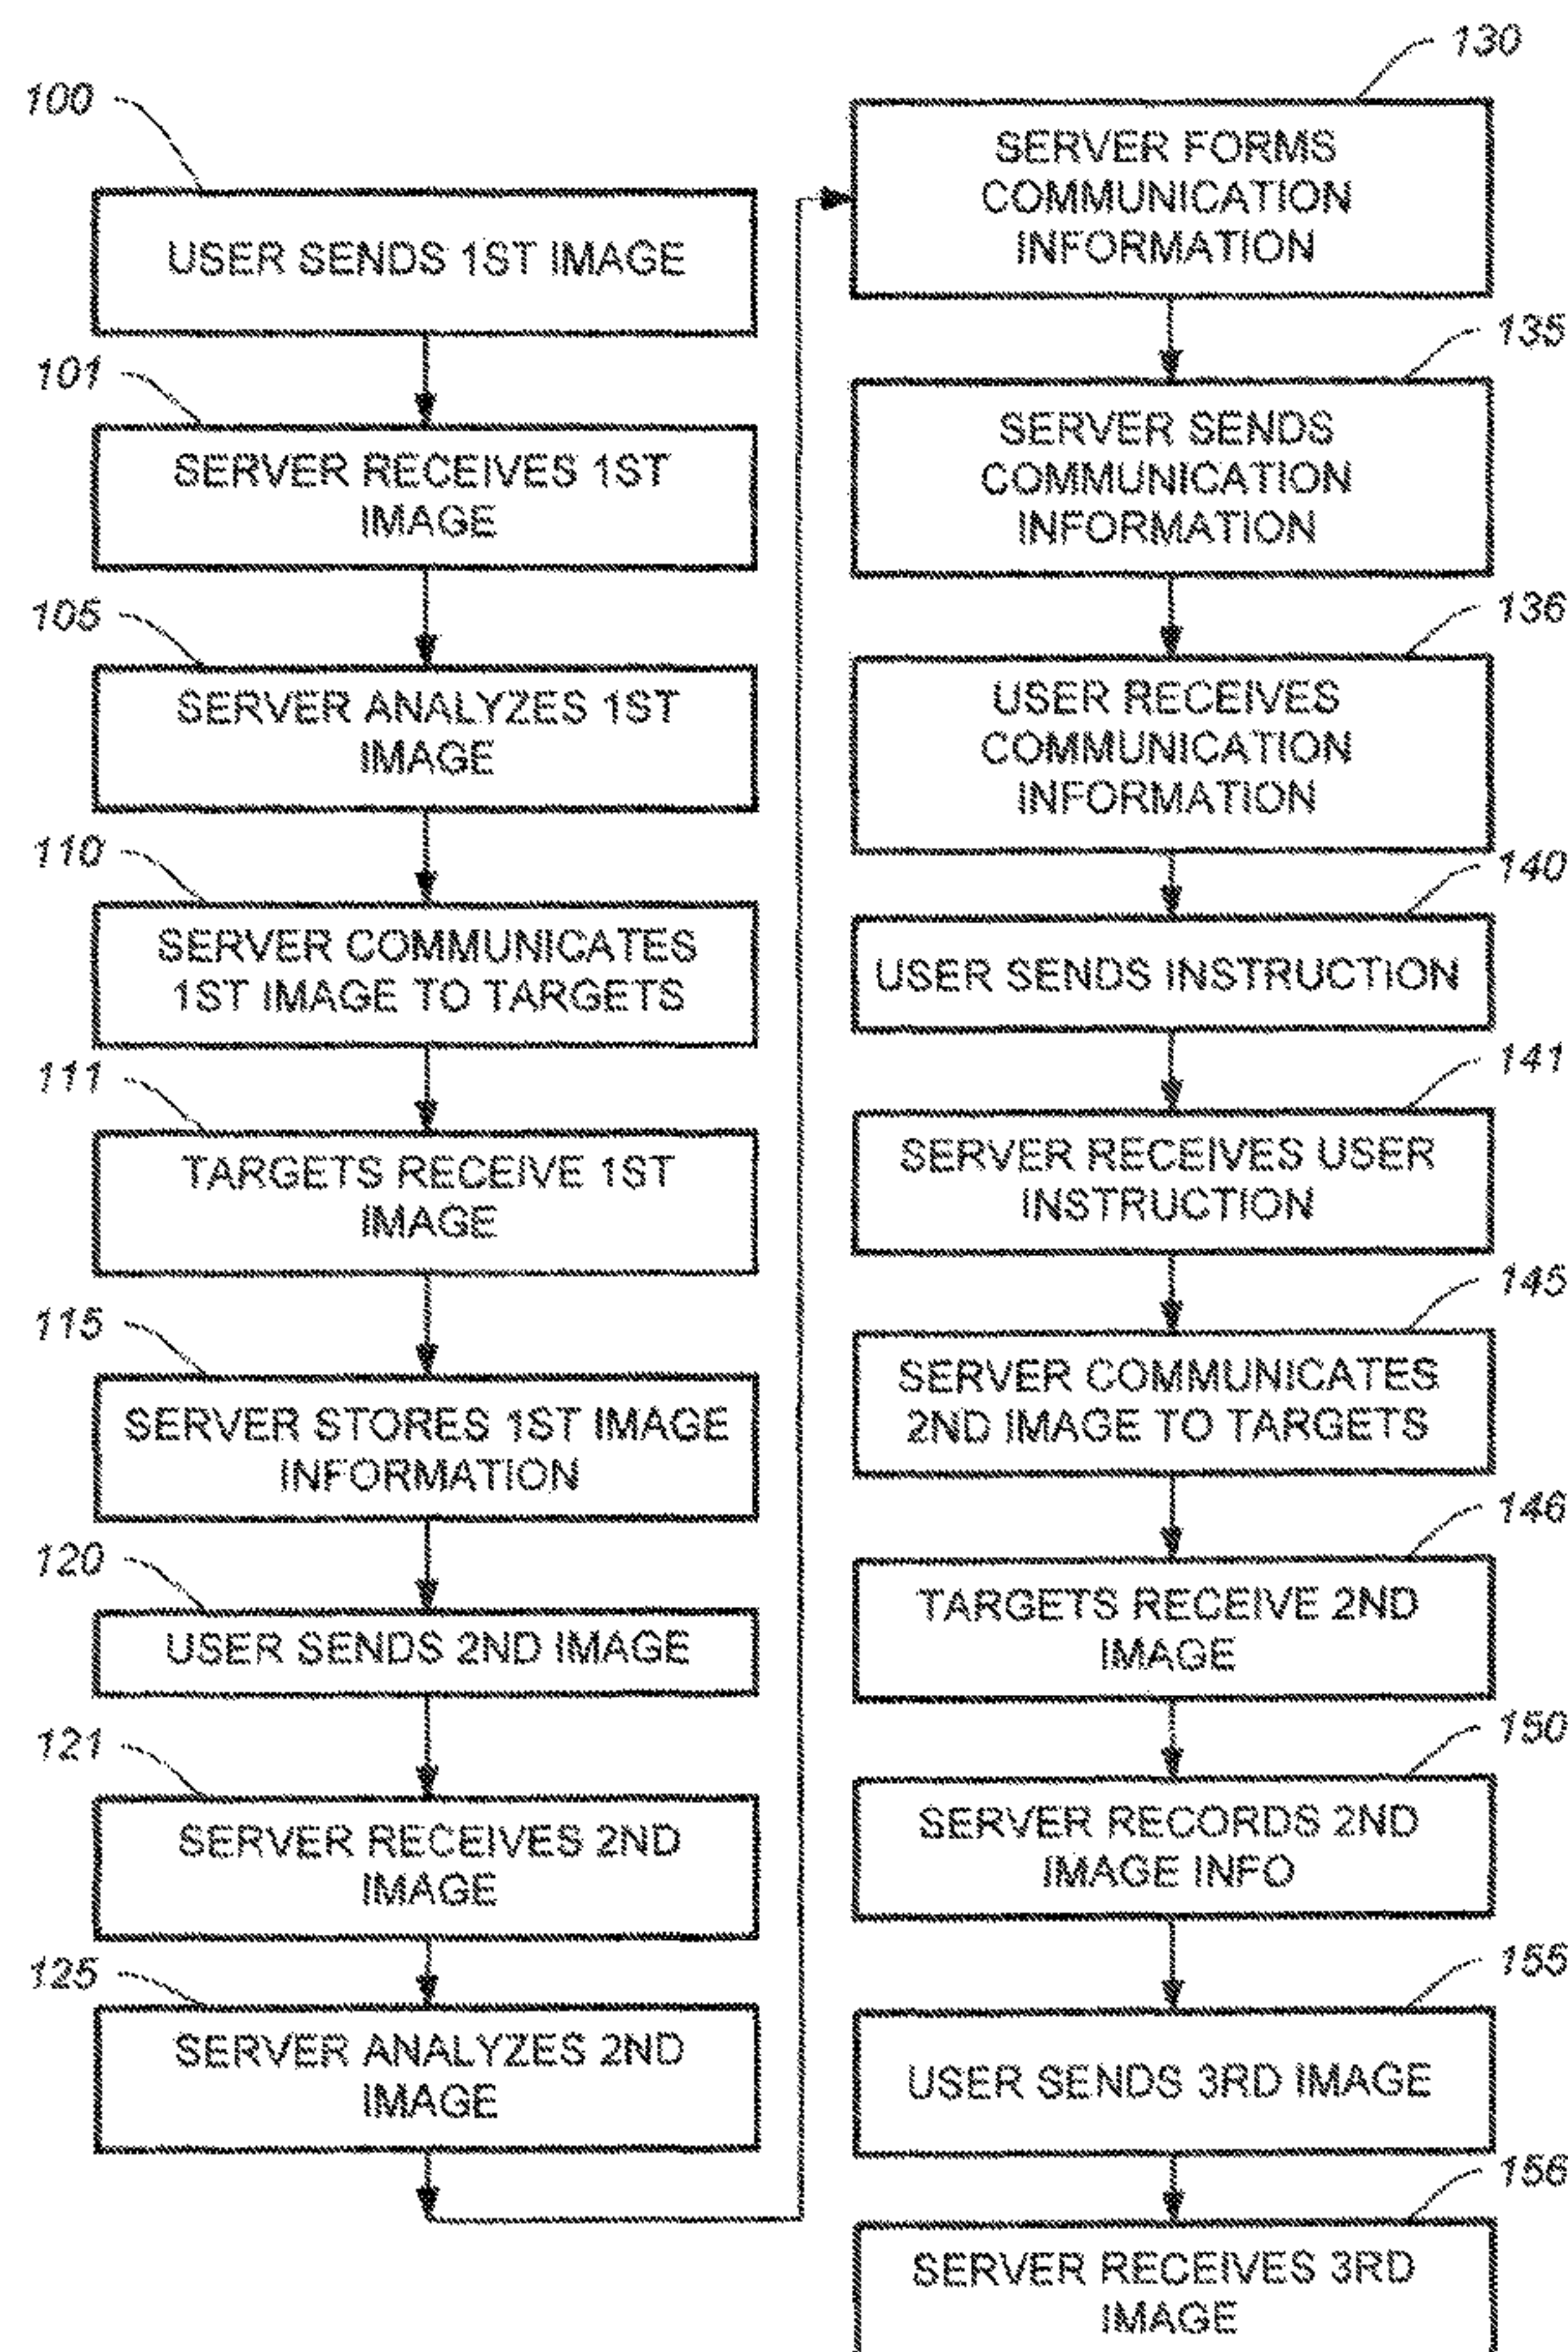 100
USER SENDS 1ST IMAGE
101
SERVER RECEIVES 1ST
IMAGE
105
SERVER ANALYZES 1ST
IMAGE
110
SERVER COMMUNICATES
1ST IMAGE TO TARGETS
111
TARGETS RECEIVE 1ST
IMAGE
115
SERVER STORES 1ST IMAGE
INFORMATION
120
USER SENDS 2ND IMAGE
121
SERVER RECEIVES 2ND
IMAGE
125
SERVER ANALYZES 2ND
IMAGE
130
SERVER FORMS
COMMUNICATION
INFORMATION
135
SERVER SENDS
COMMUNICATION
INFORMATION
136
USER RECEIVES
COMMUNICATION
INFORMATION
140
USER SENDS INSTRUCTION
141
SERVER RECEIVES USER
INSTRUCTION
145
SERVER COMMUNICATES
2ND IMAGE TO TARGETS
146
TARGETS RECEIVE 2ND
IMAGE
150
SERVER RECORDS 2ND
IMAGE INFO
155
USER SENDS 3RD IMAGE
156
SERVER RECEIVES 3RD
IMAGE